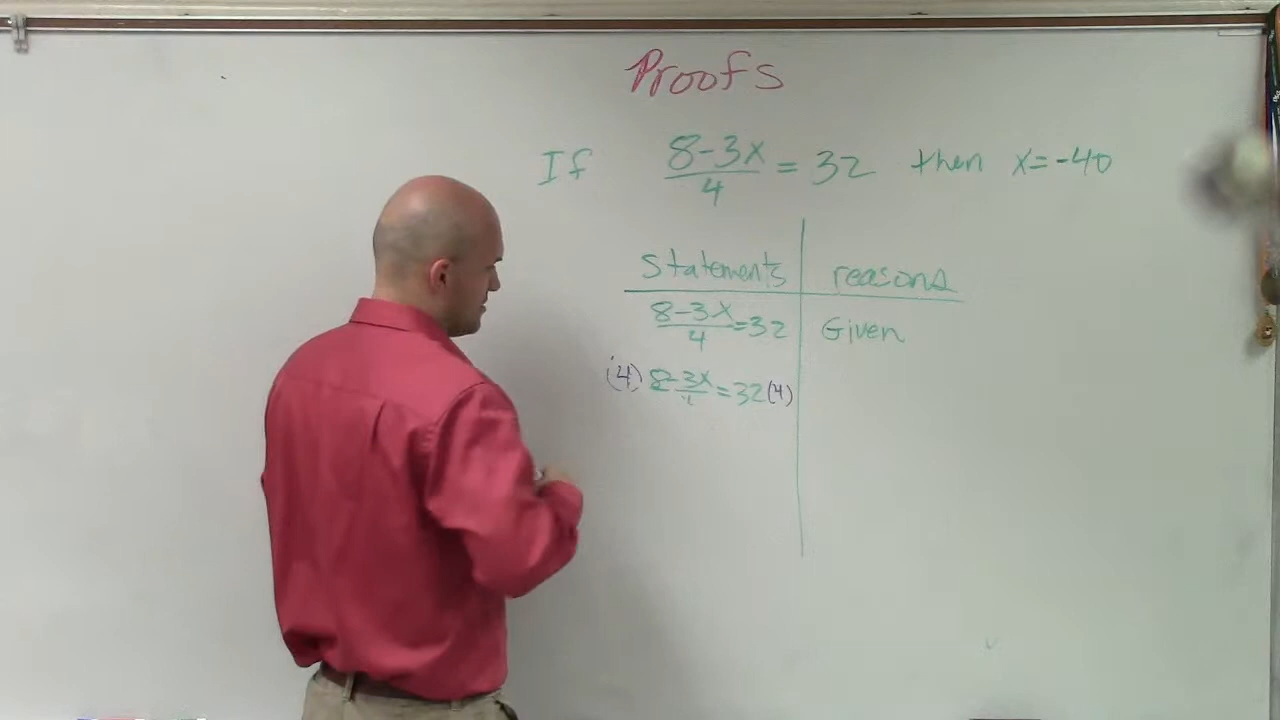 Proofs
If (8-3x)/4 = 32 then x=-40
Statements reasons
(8-3x)/4 =32 Given
(4) (8-3x)/4 = 32(4)